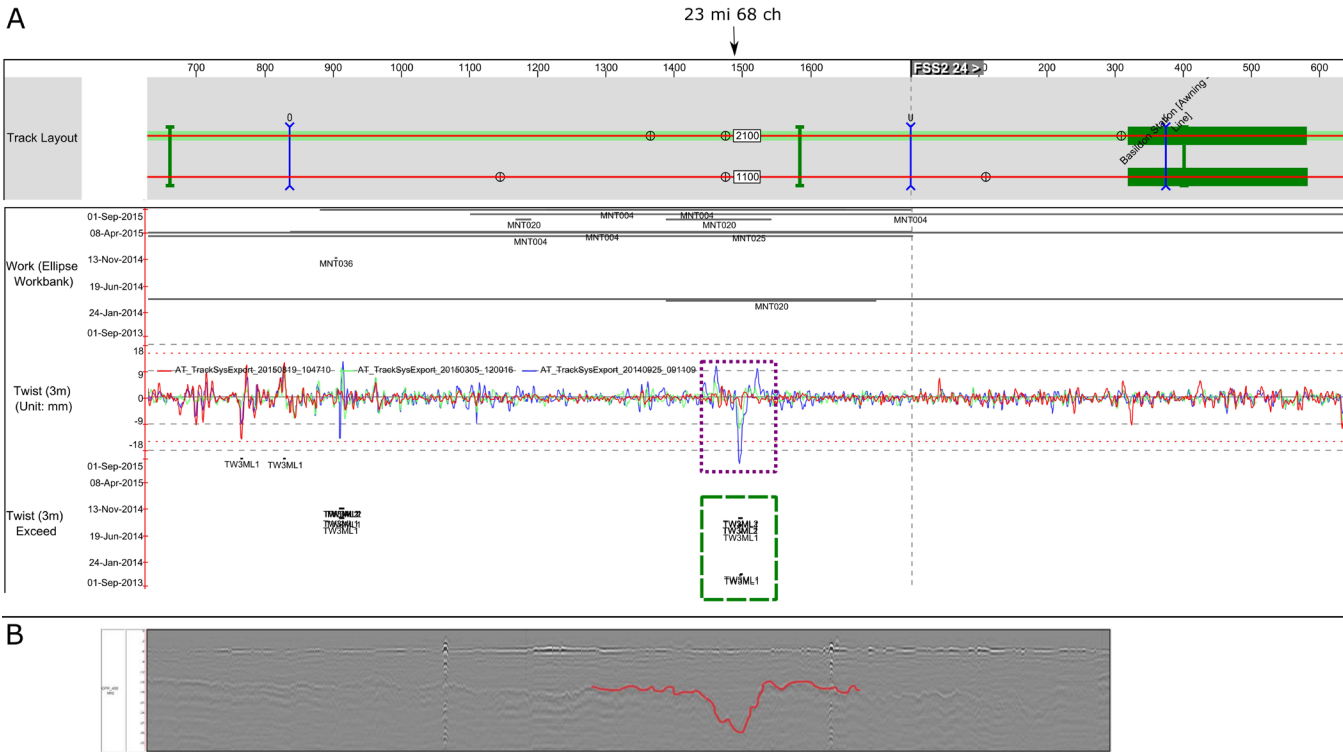 A
23 mi 68 ch
700 800 900 1000 1100 1200 1300 1400 1500 1600 FSS2 24 > 0 200 300 400 500 600
Track Layout
0
U
2100
1100
Basildon Station [Awning -
Line]
Work (Ellipse
Workbank)
01-Sep-2015
MNT004 MNT004 MNT004
MNT020 MNT020
08-Apr-2015
MNT004 MNT004 MNT025
13-Nov-2014
MNT036
19-Jun-2014
MNT020
24-Jan-2014
01-Sep-2013
Twist (3m)
(Unit: mm)
18
9
0
-9
-18
AT_TrackSysExport_20150819_104710 AT_TrackSysExport_20150305_120016 AT_TrackSysExport_20140925_091109
Twist (3m)
Exceed
01-Sep-2015
TW3ML1 TW3ML1
08-Apr-2015
13-Nov-2014
TW3ML1 TW3ML2
TW3ML1 TW3ML2
19-Jun-2014
TW3ML1
24-Jan-2014
01-Sep-2013
TW3ML1
B